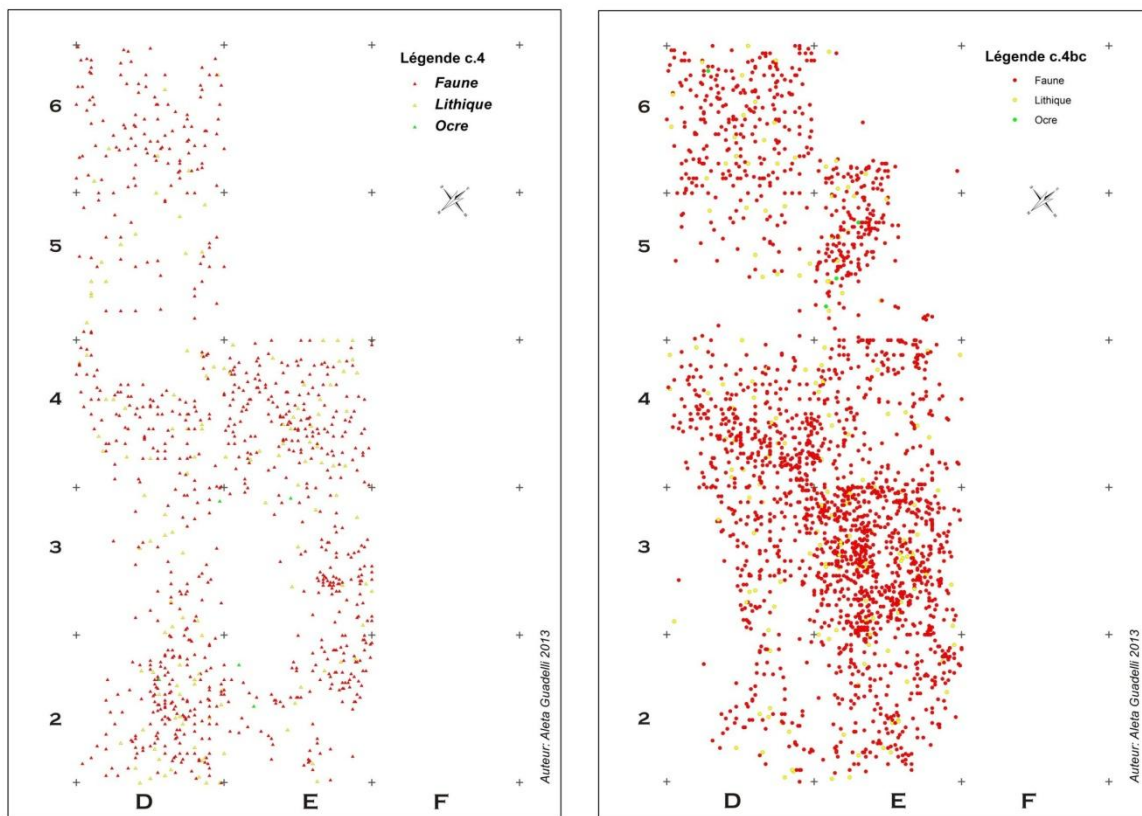 Légende c.4
Faune
Lithique
Ocre
6
5
4
3
2
D E F
Auteur: Aleta Guadelli 2013
Légende c.4bc
Faune
Lithique
Ocre
6
5
4
3
2
D E F
Auteur: Aleta Guadelli 2013